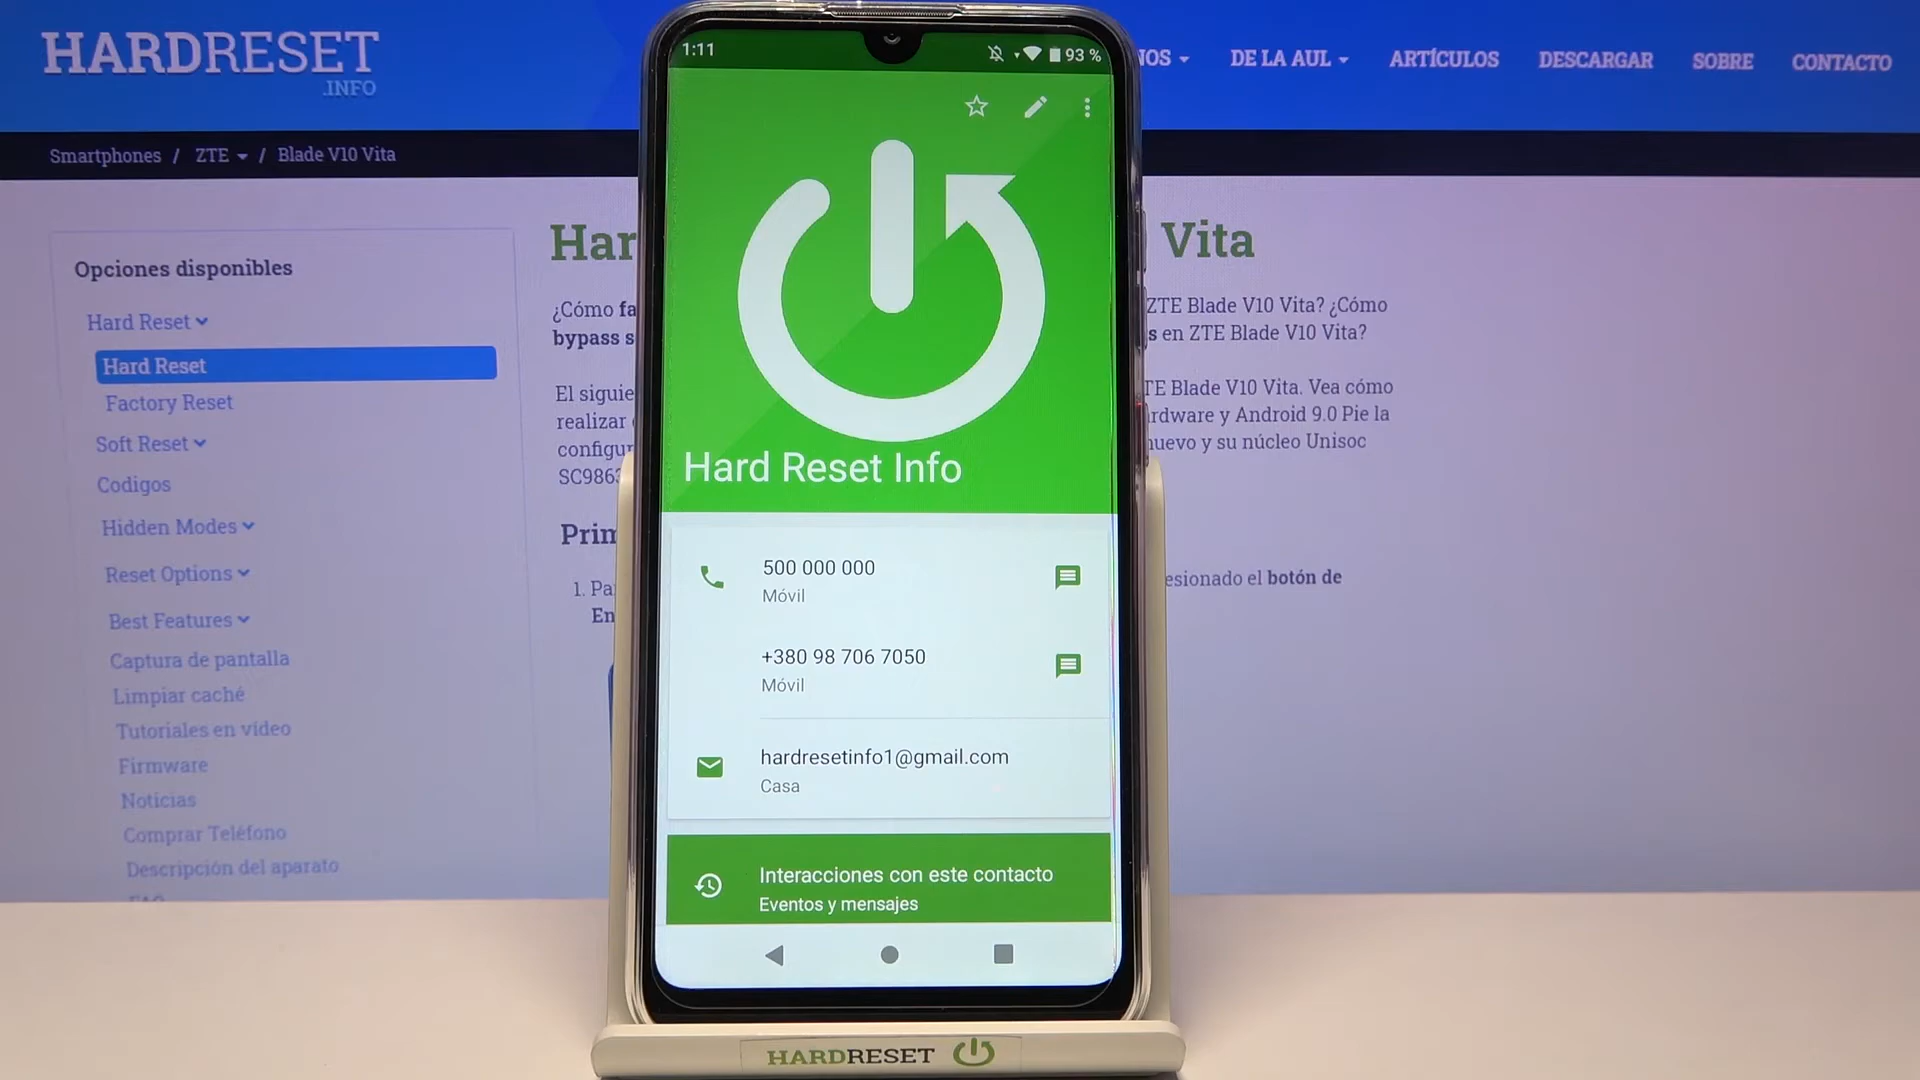 HARDRESET
.INFO
NOS
DE LA AUL
ARTÍCULOS
DESCARGAR
SOBRE
CONTACTO
Smartphones / ZTE / Blade V10 Vita
Opciones disponibles
Hard Reset
Hard Reset
Factory Reset
Soft Reset
Codigos
Hidden Modes
Reset Options
Best Features
Captura de pantalla
Limpiar caché
Tutoriales en vídeo
Firmware
Noticias
Comprar Teléfono
Descripción del aparato
FAQ
Har
Vita
¿Cómo fa
ZTE Blade V10 Vita? ¿Cómo
bypass s
s en ZTE Blade V10 Vita?
El siguie
TE Blade V10 Vita. Vea cómo
realizar
rdware y Android 9.0 Pie la
configur
nuevo y su núcleo Unisoc
SC9863
Prim
1. Pa
esionado el botón de
En
1:11
93 %
Hard Reset Info
500 000 000
Móvil
+380 98 706 7050
Móvil
hardresetinfo1@gmail.com
Casa
Interacciones con este contacto
Eventos y mensajes
HARDRESET